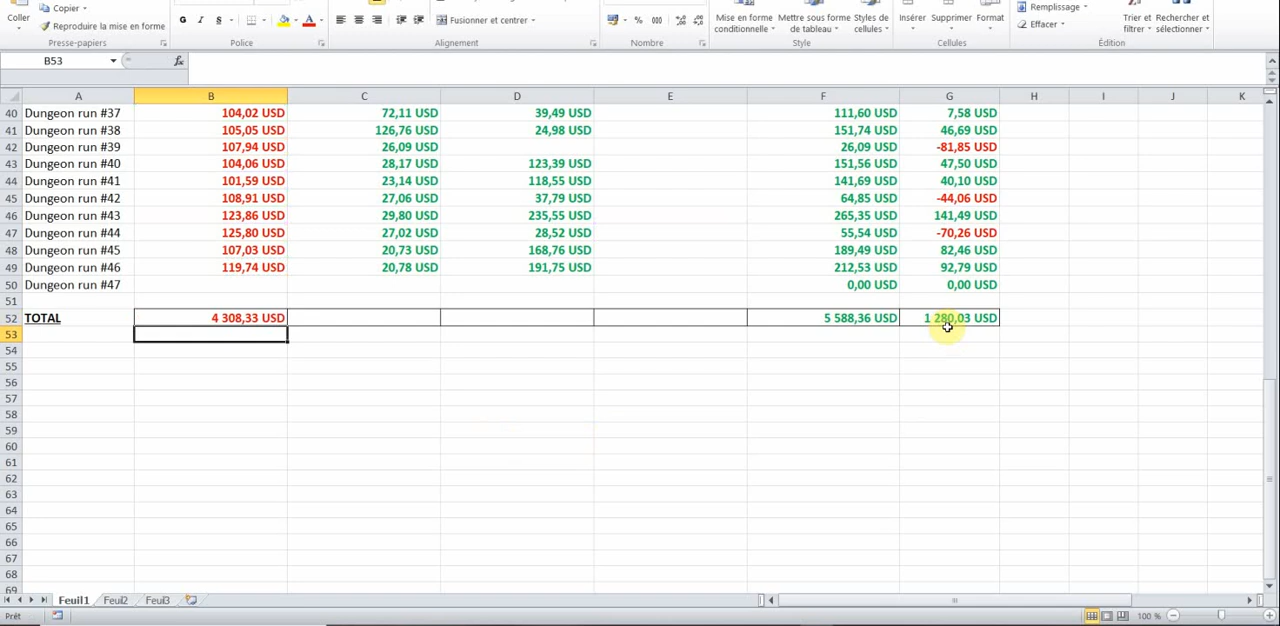 Coller
Copier
Reproduire la mise en forme
Presse-papiers
G I S A
Police
Fusionner et centrer
Alignement
% 000
Nombre
Mise en forme conditionnelle
Mettre sous forme de tableau
Styles de cellules
Style
Insérer Supprimer Format
Cellules
Remplissage
Effacer
Trier et filtrer
Rechercher et sélectionner
Édition
B53 fx
A B C D E F G H I J K
40 Dungeon run #37 104,02 USD 72,11 USD 39,49 USD 111,60 USD 7,58 USD
41 Dungeon run #38 105,05 USD 126,76 USD 24,98 USD 151,74 USD 46,69 USD
42 Dungeon run #39 107,94 USD 26,09 USD 26,09 USD -81,85 USD
43 Dungeon run #40 104,06 USD 28,17 USD 123,39 USD 151,56 USD 47,50 USD
44 Dungeon run #41 101,59 USD 23,14 USD 118,55 USD 141,69 USD 40,10 USD
45 Dungeon run #42 108,91 USD 27,06 USD 37,79 USD 64,85 USD -44,06 USD
46 Dungeon run #43 123,86 USD 29,80 USD 235,55 USD 265,35 USD 141,49 USD
47 Dungeon run #44 125,80 USD 27,02 USD 28,52 USD 55,54 USD -70,26 USD
48 Dungeon run #45 107,03 USD 20,73 USD 168,76 USD 189,49 USD 82,46 USD
49 Dungeon run #46 119,74 USD 20,78 USD 191,75 USD 212,53 USD 92,79 USD
50 Dungeon run #47 0,00 USD 0,00 USD
51
52 TOTAL 4 308,33 USD 5 588,36 USD 1 280,03 USD
53
54
55
56
57
58
59
60
61
62
63
64
65
66
67
68
69
Feuil1 Feuil2 Feuil3
Prêt 100 %